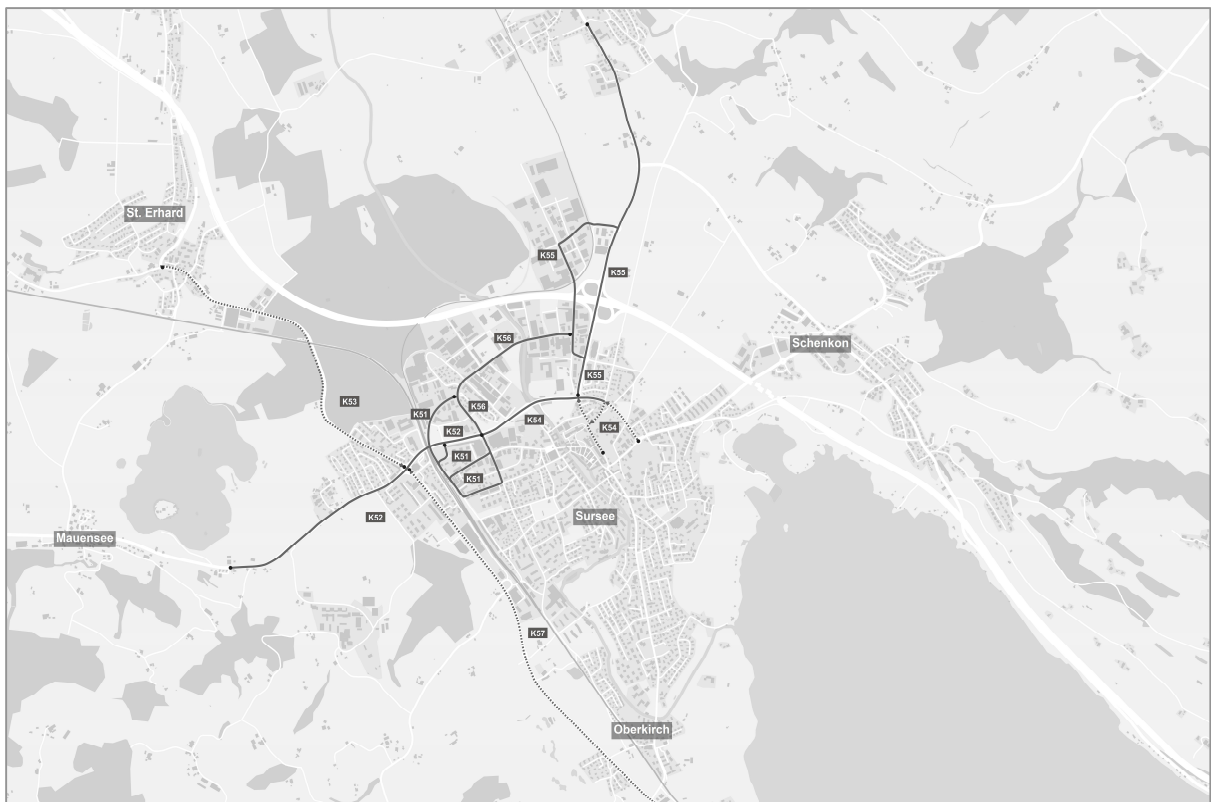 St. Erhard
K55
K55
K56
Schenkon
K55
K53
K51
K56
K54
K52
K54
K51
K51
K52
Sursee
Mauensee
K57
Oberkirch